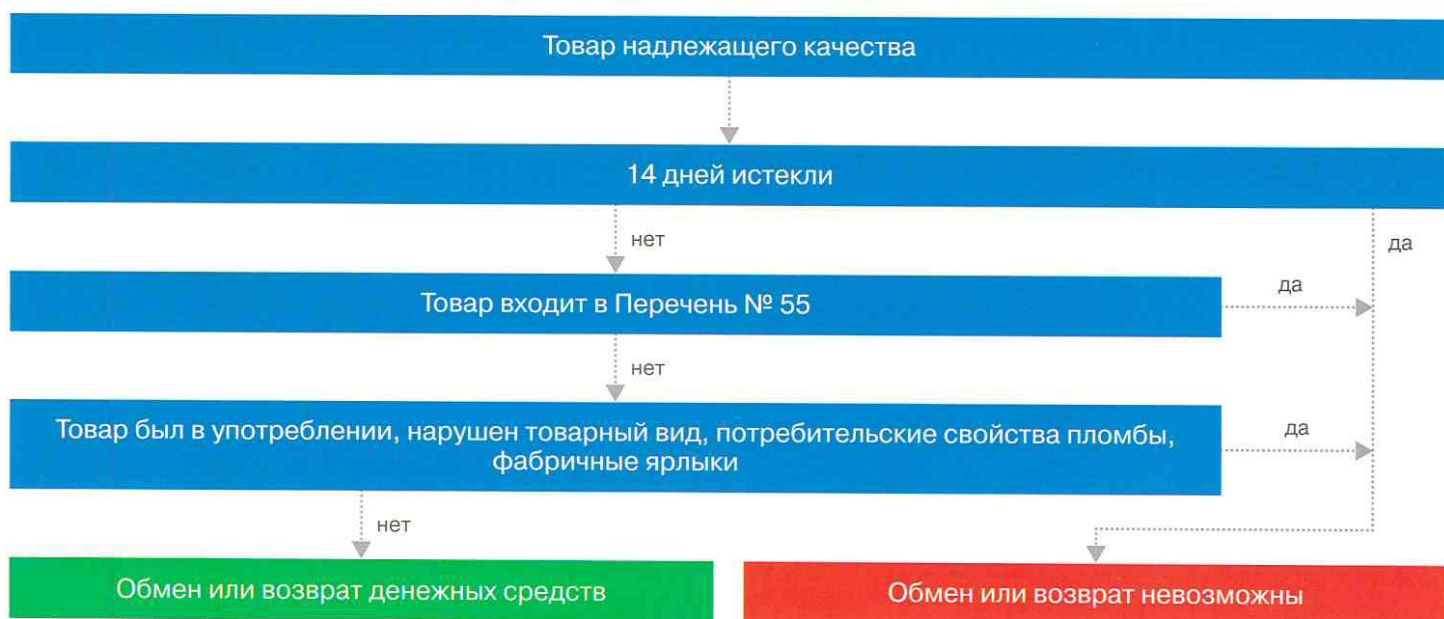 Товар надлежащего качества
14 дней истекли
нет
да
Товар входит в Перечень № 55
да
нет
Товар был в употреблении, нарушен товарный вид, потребительские свойства пломбы,
фабричные ярлыки
да
нет
Обмен или возврат денежных средств
Обмен или возврат невозможны